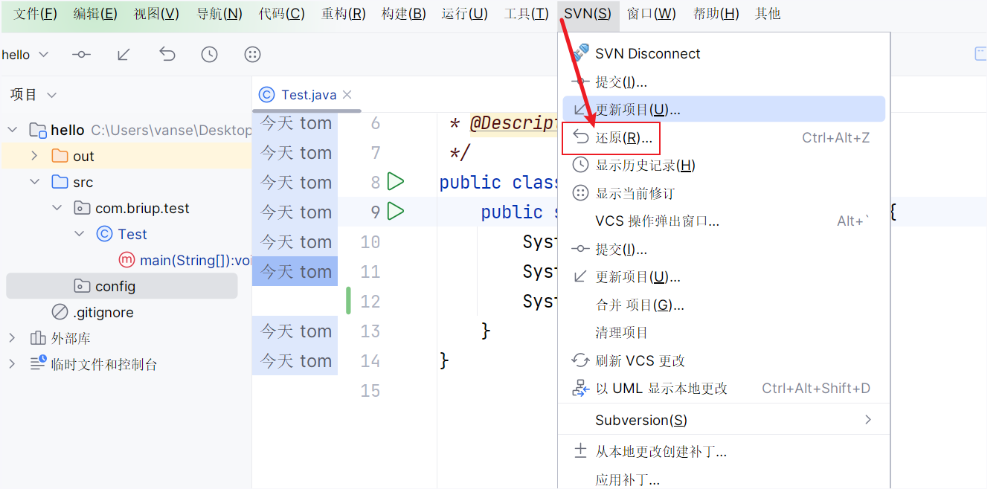 文件(F) 编辑(E) 视图(V) 导航(N) 代码(C) 重构(R) 构建(B) 运行(U) 工具(T) SVN(S) 窗口(W) 帮助(H) 其他
hello
项目
hello C:\Users\vanse\Desktop
out
src
com.briup.test
Test
main(String[]):vo
config
.gitignore
外部库
临时文件和控制台
Test.java
今天 tom 6 * @Descript
今天 tom 7 */
今天 tom 8 public class
今天 tom 9 public s {
今天 tom 10 Syst
今天 tom 11 Syst
12 Syst
今天 tom 13 }
今天 tom 14 }
15
SVN Disconnect
提交(I)...
更新项目(U)...
还原(R)... Ctrl+Alt+Z
显示历史记录(H)
显示当前修订
VCS 操作弹出窗口... Alt+`
提交(I)...
更新项目(U)...
合并 项目(G)...
清理项目
刷新 VCS 更改
以 UML 显示本地更改 Ctrl+Alt+Shift+D
Subversion(S)
从本地更改创建补丁...
应用补丁...